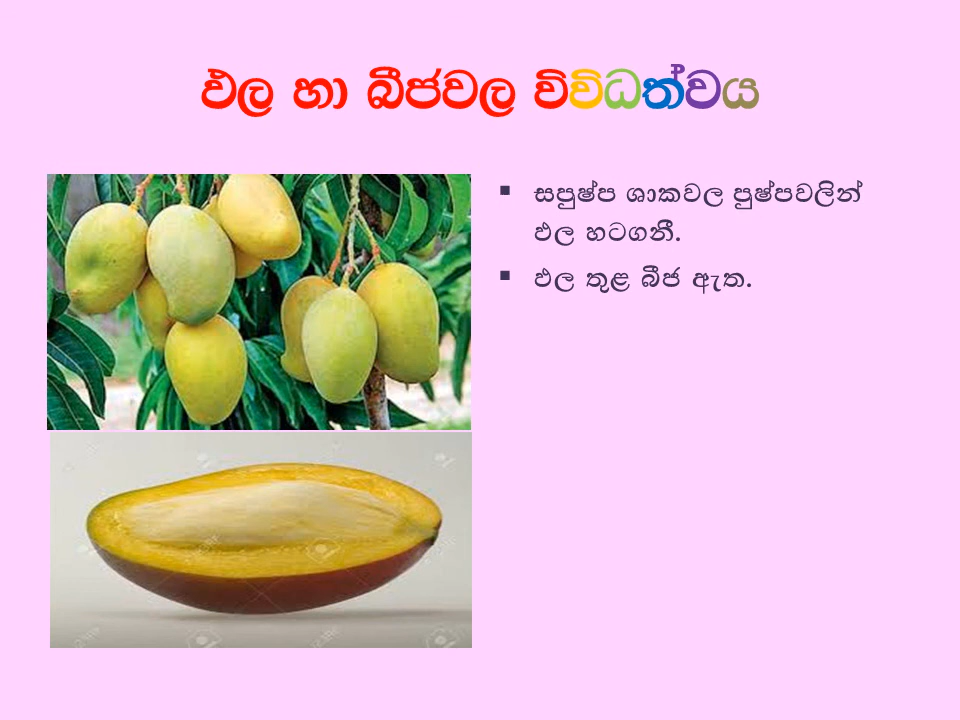 ඵල හා බීජවල විවිධත්වය
▪ සපුෂ්ප ශාකවල පුෂ්පවලින්
ඵල හටගනී.
▪ ඵල තුළ බීජ ඇත.